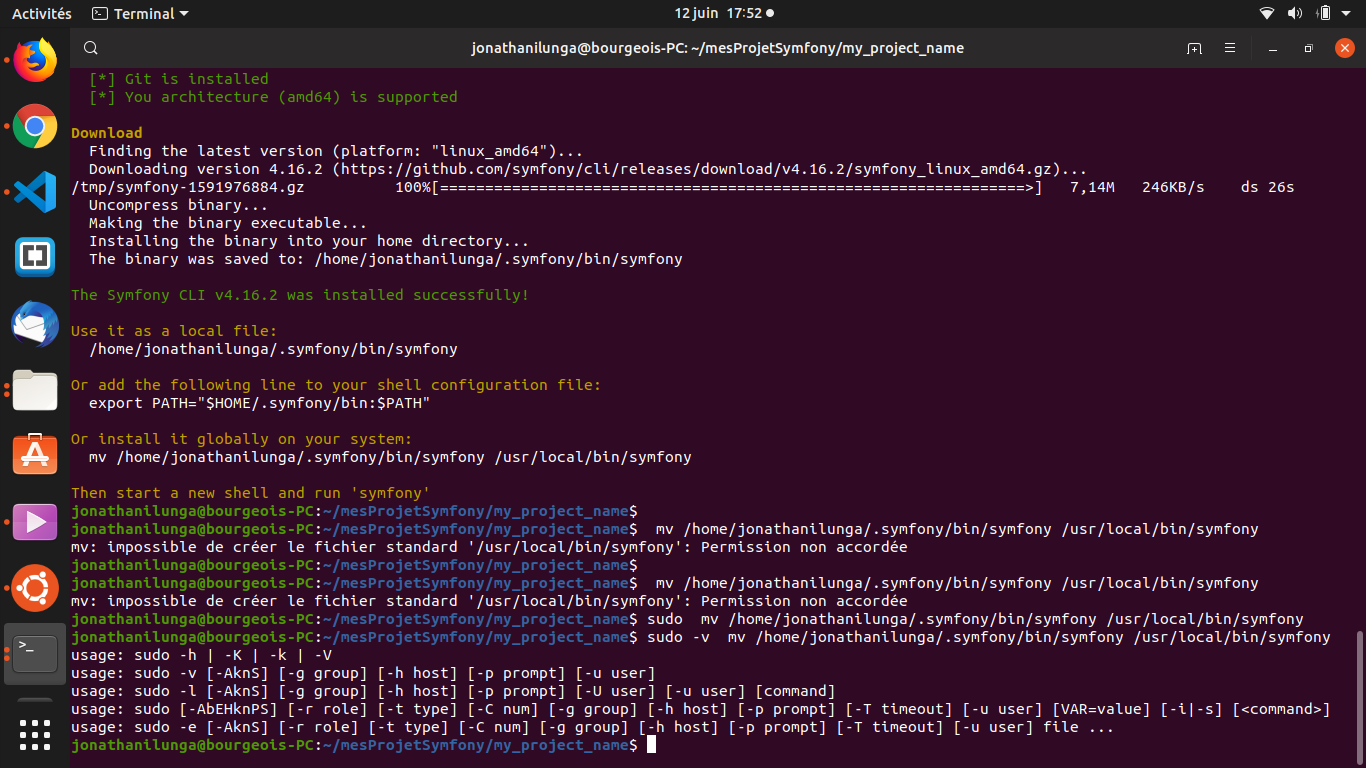 Activités Terminal 12 juin 17:52
jonathanilunga@bourgeois-PC: ~/mesProjetSymfony/my_project_name
[*] Git is installed
[*] You architecture (amd64) is supported
Download
Finding the latest version (platform: "linux_amd64")...
Downloading version 4.16.2 (https://github.com/symfony/cli/releases/download/v4.16.2/symfony_linux_amd64.gz)...
/tmp/symfony-1591976884.gz 100%[================================================================>] 7,14M 246KB/s ds 26s
Uncompress binary...
Making the binary executable...
Installing the binary into your home directory...
The binary was saved to: /home/jonathanilunga/.symfony/bin/symfony
The Symfony CLI v4.16.2 was installed successfully!
Use it as a local file:
/home/jonathanilunga/.symfony/bin/symfony
Or add the following line to your shell configuration file:
export PATH="$HOME/.symfony/bin:$PATH"
Or install it globally on your system:
mv /home/jonathanilunga/.symfony/bin/symfony /usr/local/bin/symfony
Then start a new shell and run 'symfony'
jonathanilunga@bourgeois-PC:~/mesProjetSymfony/my_project_name$
jonathanilunga@bourgeois-PC:~/mesProjetSymfony/my_project_name$  mv /home/jonathanilunga/.symfony/bin/symfony /usr/local/bin/symfony
mv: impossible de créer le fichier standard '/usr/local/bin/symfony': Permission non accordée
jonathanilunga@bourgeois-PC:~/mesProjetSymfony/my_project_name$
jonathanilunga@bourgeois-PC:~/mesProjetSymfony/my_project_name$  mv /home/jonathanilunga/.symfony/bin/symfony /usr/local/bin/symfony
mv: impossible de créer le fichier standard '/usr/local/bin/symfony': Permission non accordée
jonathanilunga@bourgeois-PC:~/mesProjetSymfony/my_project_name$ sudo  mv /home/jonathanilunga/.symfony/bin/symfony /usr/local/bin/symfony
jonathanilunga@bourgeois-PC:~/mesProjetSymfony/my_project_name$ sudo -v  mv /home/jonathanilunga/.symfony/bin/symfony /usr/local/bin/symfony
usage: sudo -h | -K | -k | -V
usage: sudo -v [-AknS] [-g group] [-h host] [-p prompt] [-u user]
usage: sudo -l [-AknS] [-g group] [-h host] [-p prompt] [-U user] [-u user] [command]
usage: sudo [-AbEHknPS] [-r role] [-t type] [-C num] [-g group] [-h host] [-p prompt] [-T timeout] [-u user] [VAR=value] [-i|-s] [<command>]
usage: sudo -e [-AknS] [-r role] [-t type] [-C num] [-g group] [-h host] [-p prompt] [-T timeout] [-u user] file ...
jonathanilunga@bourgeois-PC:~/mesProjetSymfony/my_project_name$